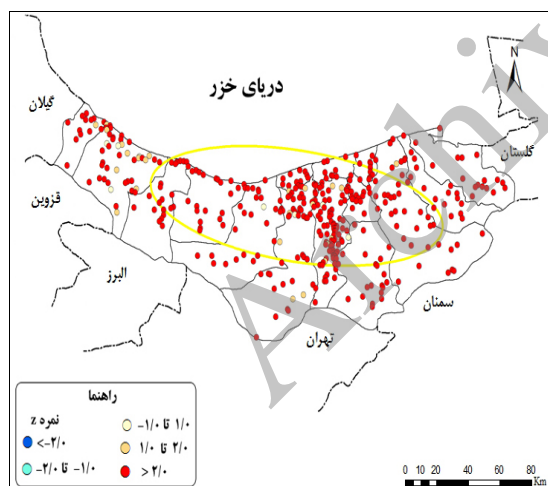 N
دریای خزر
گیلان
گلستان
قزوین
البرز
سمنان
تهران
Archi
راهنما
نمره z
<-۲/۰
-۲/۰ تا -۱/۰
-۱/۰ تا ۱/۰
۱/۰ تا ۲/۰
> ۲/۰
0 10 20 40 60 80
Km